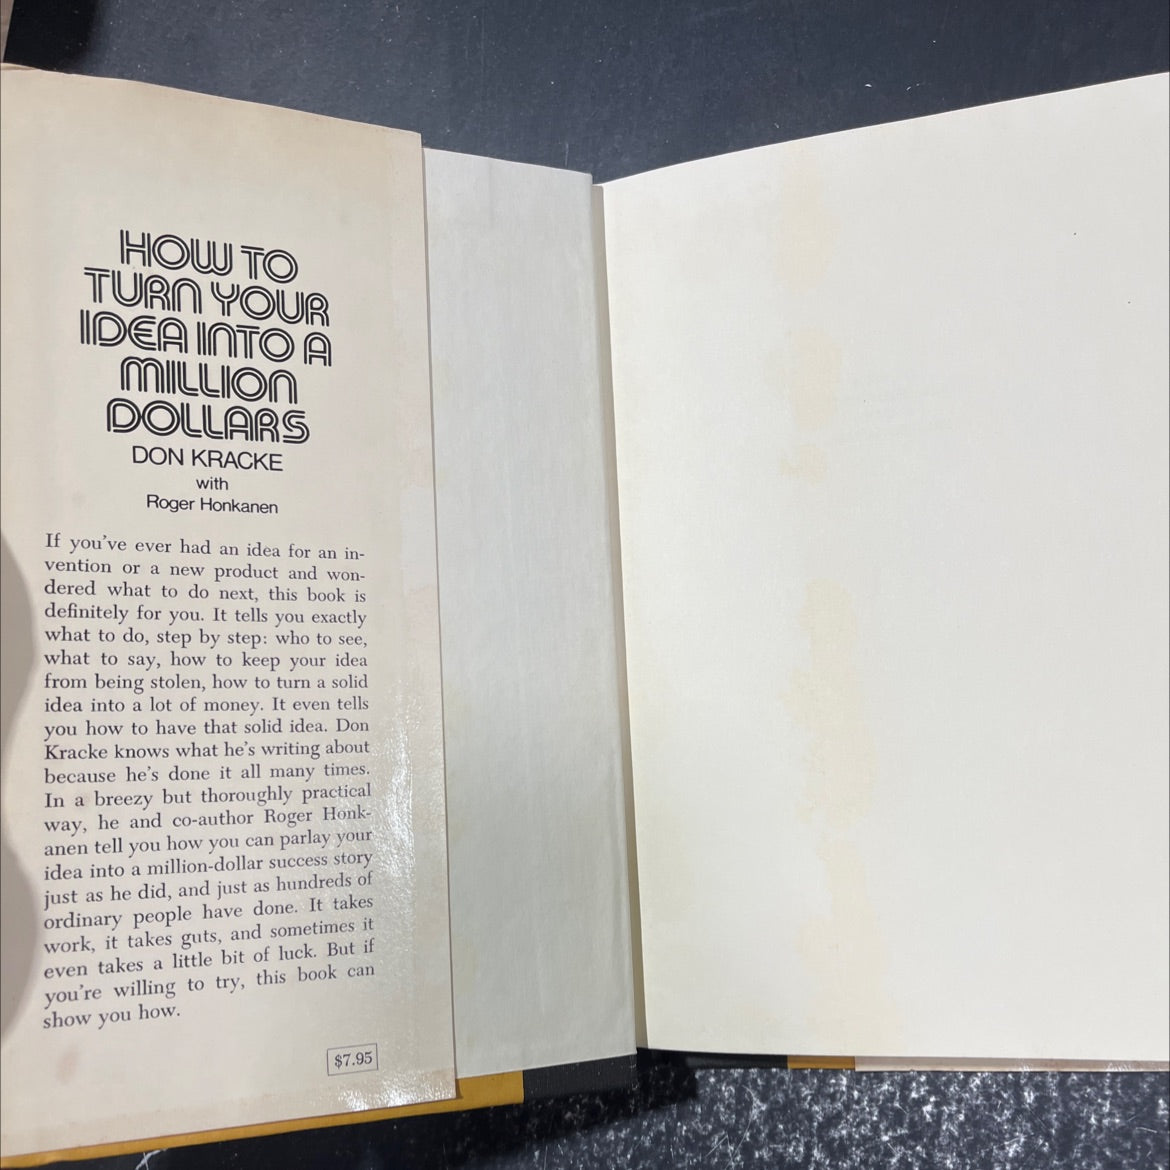 HOW TO
TURN YOUR
IDEA INTO A
MILLION
DOLLARS
DON KRACKE
with
Roger Honkanen
If you've ever had an idea for an in-
vention or a new product and won-
dered what to do next, this book is
definitely for you. It tells you exactly
what to do, step by step: who to see,
what to say, how to keep your idea
from being stolen, how to turn a solid
idea into a lot of money. It even tells
you how to have that solid idea. Don
Kracke knows what he's writing about
because he's done it all many times.
In a breezy but thoroughly practical
way, he and co-author Roger Honk-
anen tell you how you can parlay your
idea into a million-dollar success story
just as he did, and just as hundreds of
ordinary people have done. It takes
work, it takes guts, and sometimes it
even takes a little bit of luck. But if
you're willing to try, this book can
show you how.
$7.95